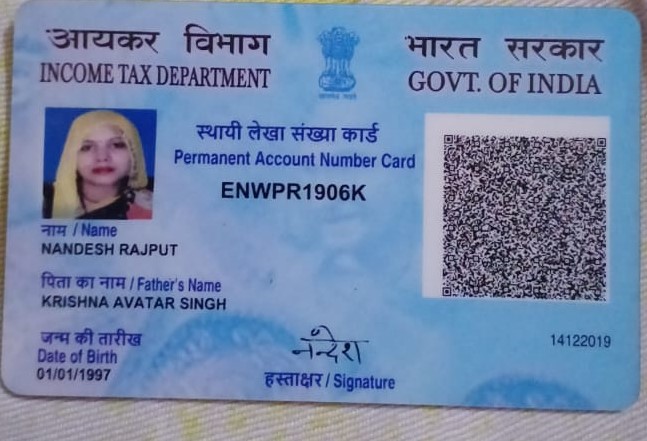 आयकर विभाग
INCOME TAX DEPARTMENT
भारत सरकार
GOVT. OF INDIA
स्थायी लेखा संख्या कार्ड
Permanent Account Number Card
ENWPR1906K
नाम / Name
NANDESH RAJPUT
पिता का नाम / Father's Name
KRISHNA AVATAR SINGH
जन्म की तारीख
Date of Birth
01/01/1997
नन्देश
हस्ताक्षर / Signature
14122019